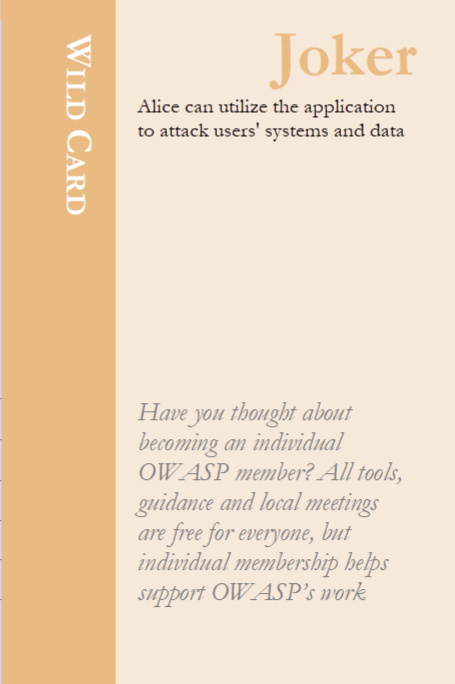 WILD CARD
Joker
Alice can utilize the application
to attack users' systems and data
Have you thought about
becoming an individual
OWASP member? All tools,
guidance and local meetings
are free for everyone, but
individual membership helps
support OWASP’s work